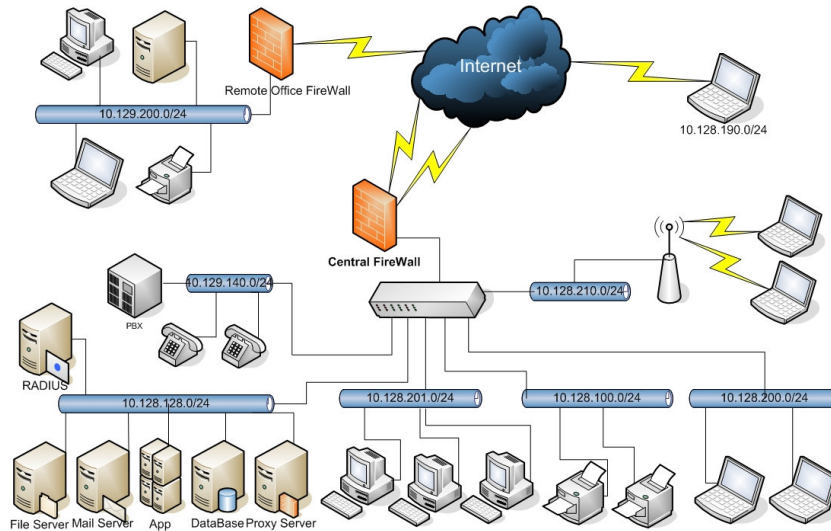 Internet
Remote Office FireWall
10.129.200.0/24
10.128.190.0/24
Central FireWall
10.129.140.0/24
10.128.210.0/24
PBX
RADIUS
10.128.128.0/24
10.128.201.0/24
10.128.100.0/24
10.128.200.0/24
File Server
Mail Server
App
DataBase
Proxy Server